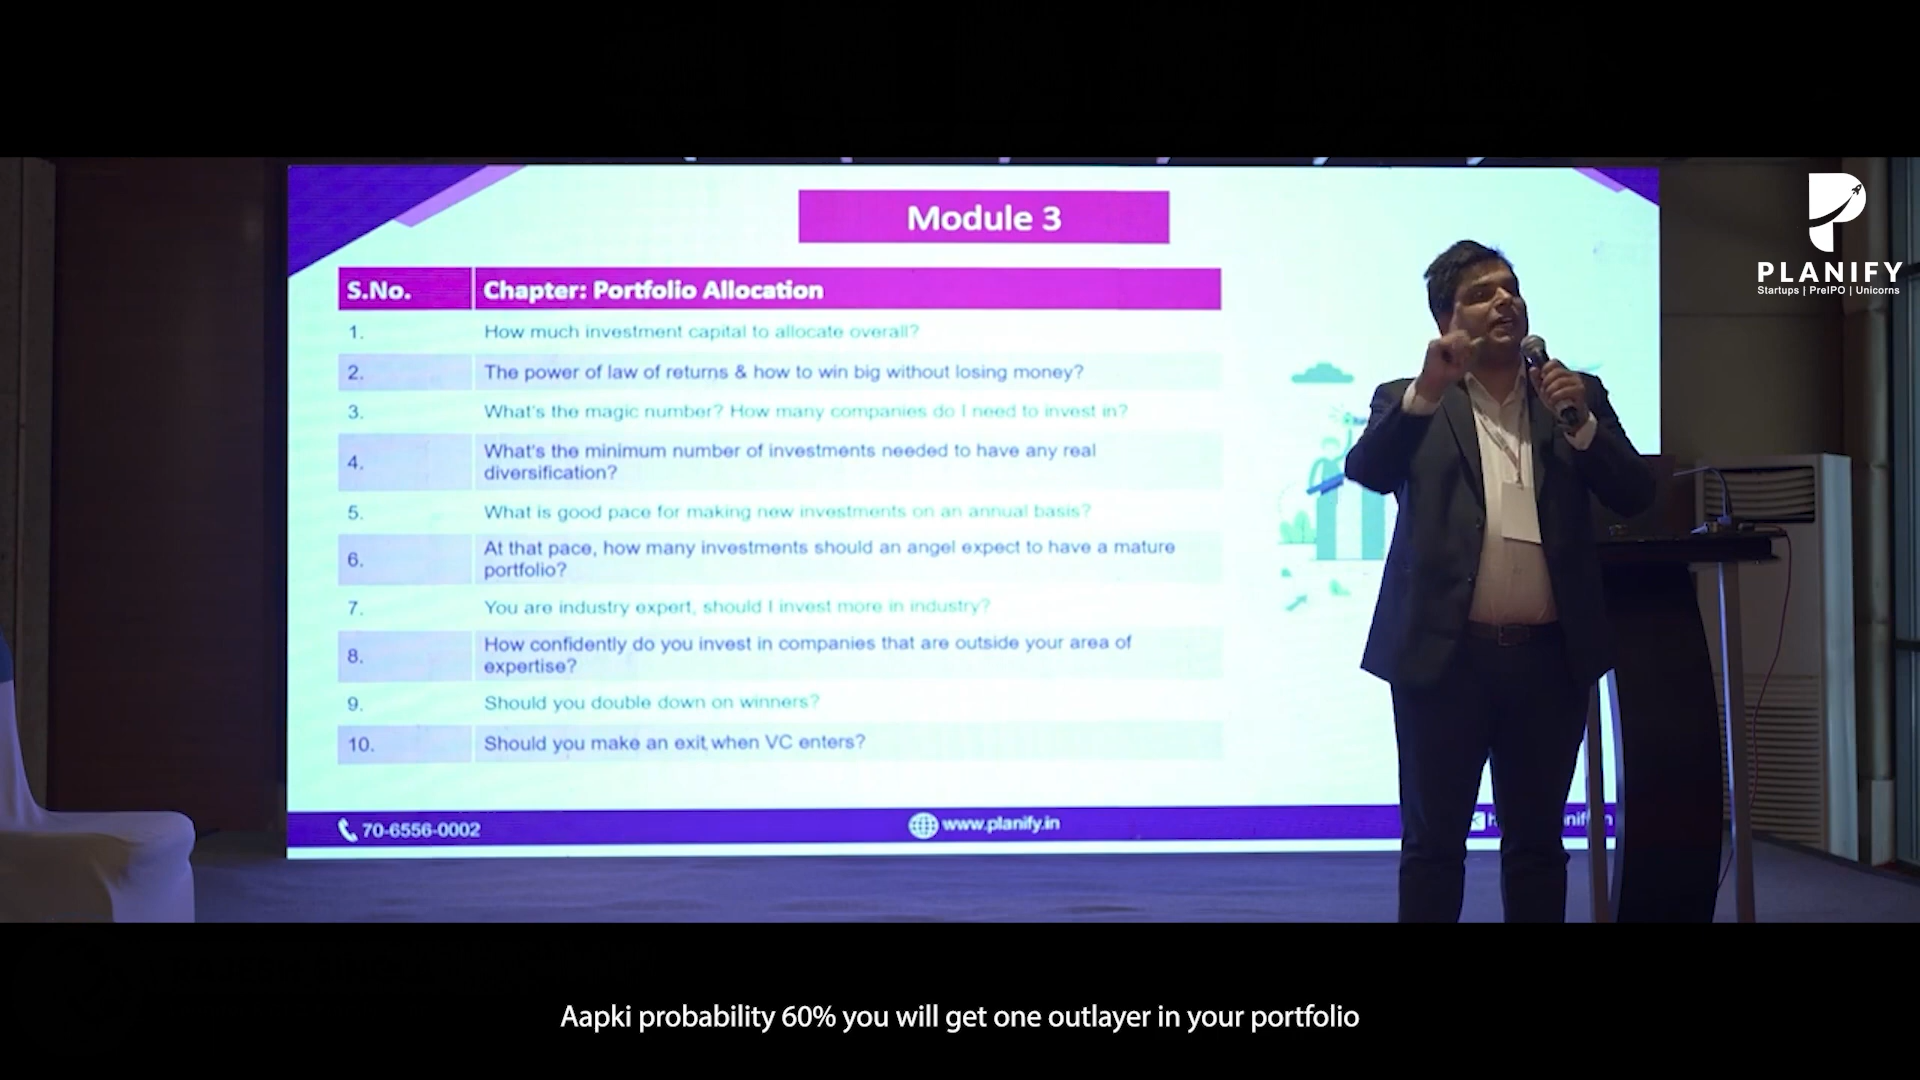 Module 3
S.No. Chapter: Portfolio Allocation
1. How much investment capital to allocate overall?
2. The power of law of returns & how to win big without losing money?
3. What's the magic number? How many companies do I need to invest in?
4. What's the minimum number of investments needed to have any real
diversification?
5. What is good pace for making new investments on an annual basis?
6. At that pace, how many investments should an angel expect to have a mature
portfolio?
7. You are industry expert, should I invest more in industry?
8. How confidently do you invest in companies that are outside your area of
expertise?
9. Should you double down on winners?
10. Should you make an exit when VC enters?
70-6556-0002
www.planify.in
PLANIFY
Startups | PreIPO | Unicorns
Aapki probability 60% you will get one outlayer in your portfolio